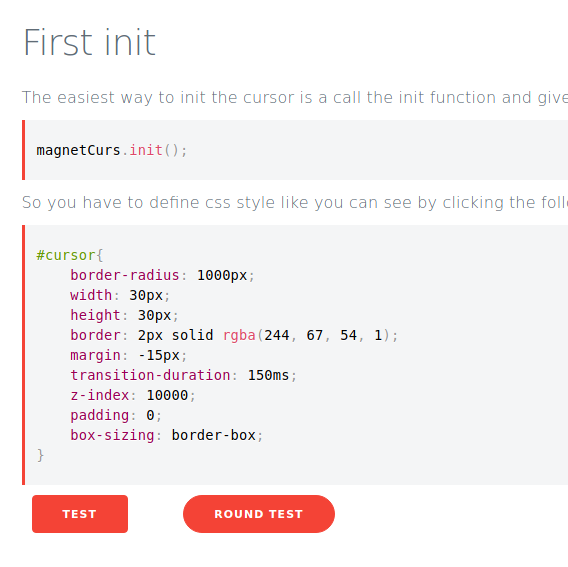 First init
The easiest way to init the cursor is a call the init function and give
magnetCurs.init();
So you have to define css style like you can see by clicking the
#cursor{
    border-radius: 1000px;
    width: 30px;
    height: 30px;
    border: 2px solid rgba(244, 67, 54, 1);
    margin: -15px;
    transition-duration: 150ms;
    z-index: 10000;
    padding: 0;
    box-sizing: border-box;
}
TEST
ROUND TEST